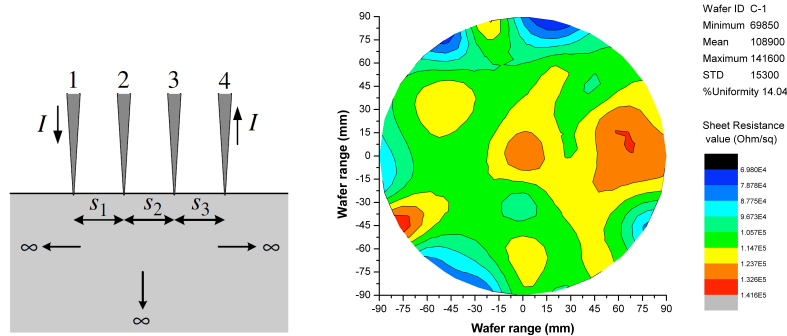 1 2 3 4
I I
s1 s2 s3
∞ ∞
∞
90
75
60
45
30
15
0
-15
-30
-45
-60
-75
-90
Wafer range (mm)
-90 -75 -60 -45 -30 -15 0 15 30 45 60 75 90
Wafer range (mm)
Wafer ID C-1
Minimum 69850
Mean 108900
Maximum 141600
STD 15300
%Uniformity 14.04
Sheet Resistance
value (Ohm/sq)
6.980E4
7.878E4
8.775E4
9.673E4
1.057E5
1.147E5
1.237E5
1.326E5
1.416E5